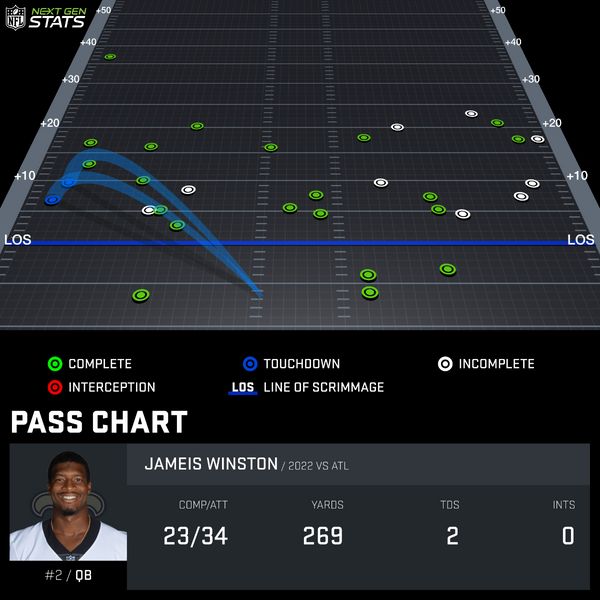 NFL NEXT GEN STATS
+50 +50
+40 +40
+30 +30
+20 +20
+10 +10
LOS LOS
COMPLETE TOUCHDOWN INCOMPLETE
INTERCEPTION LOS LINE OF SCRIMMAGE
PASS CHART
JAMEIS WINSTON / 2022 VS ATL
COMP/ATT YARDS TDS INTS
23/34 269 2 0
#2 / QB